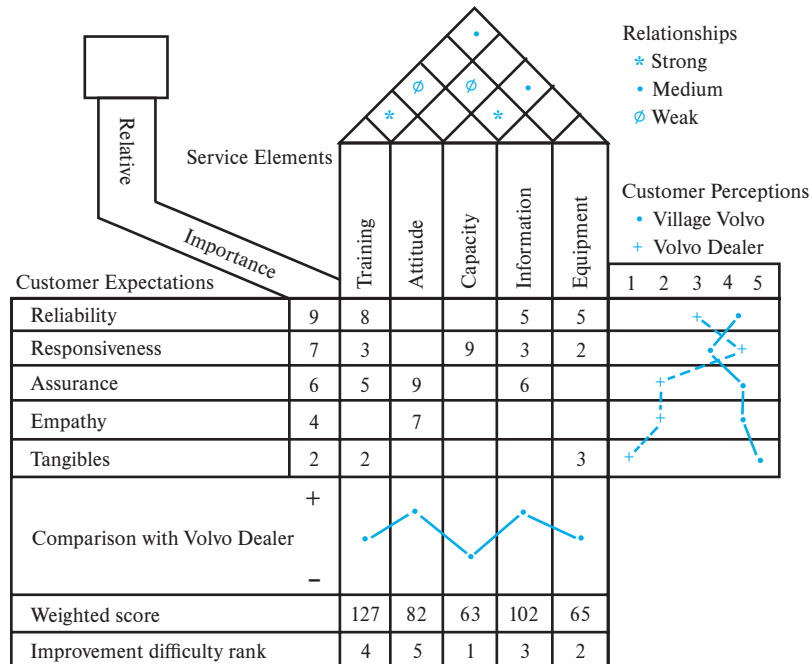 Relationships
* Strong
• Medium
∅ Weak
Relative
Importance
Service Elements
Training
Attitude
Capacity
Information
Equipment
Customer Perceptions
• Village Volvo
+ Volvo Dealer
Customer Expectations
1 2 3 4 5
Reliability 9 8 5 5
Responsiveness 7 3 9 3 2
Assurance 6 5 9 6
Empathy 4 7
Tangibles 2 2 3
+
Comparison with Volvo Dealer
–
Weighted score 127 82 63 102 65
Improvement difficulty rank 4 5 1 3 2